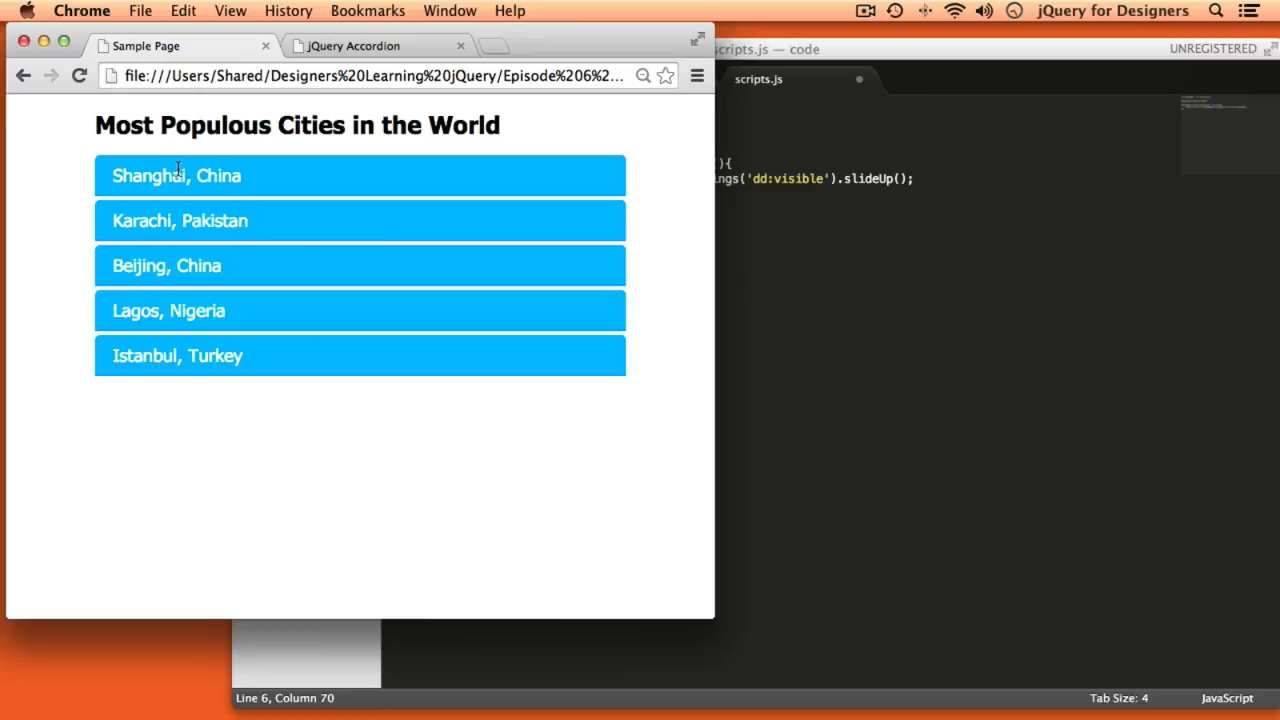 Chrome File Edit View History Bookmarks Window Help jQuery for Designers
Sample Page jQuery Accordion
scripts.js — code UNREGISTERED
file:///Users/Shared/Designers%20Learning%20jQuery/Episode%206%2...
scripts.js
Most Populous Cities in the World
Shanghai, China
Karachi, Pakistan
Beijing, China
Lagos, Nigeria
Istanbul, Turkey
(){
ings('dd:visible').slideUp();
Line 6, Column 70 Tab Size: 4 JavaScript